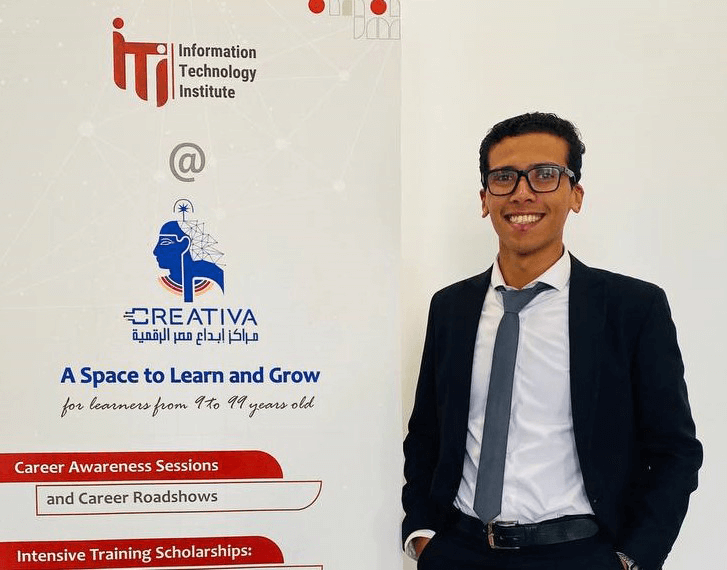 iTi
Information
Technology
Institute
@
CREATIVA
مراكز إبداع مصر الرقمية
A Space to Learn and Grow
for learners from 9 to 99 years old
Career Awareness Sessions
and Career Roadshows
Intensive Training Scholarships: